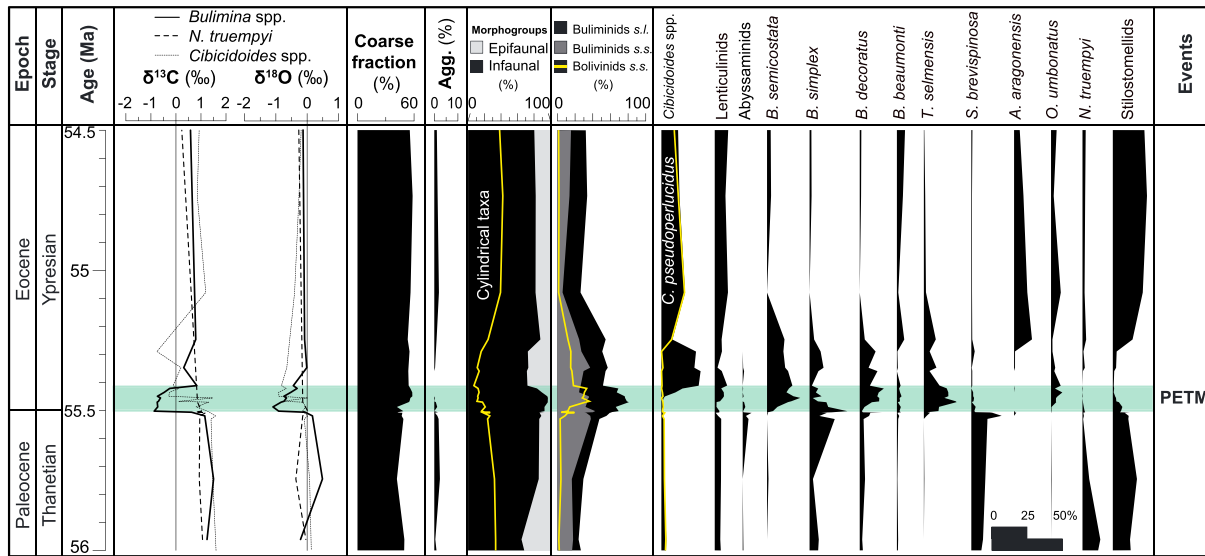 Epoch
Stage
Age (Ma)
Bulimina spp.
N. truempyi
Cibicidoides spp.
δ13C (‰) δ18O (‰)
-2 -1 0 1 2 -2 -1 0 1
Coarse
fraction
(%)
0 60
Agg. (%)
0 10
Morphogroups
Epifaunal
Infaunal
(%)
0 100
Buliminids s.l.
Buliminids s.s.
Bolivinids s.s.
(%)
0 100
Cibicidoides spp.
Lenticulinids
Abyssaminids
B. semicostata
B. simplex
B. decoratus
B. beaumonti
T. selmensis
S. brevispinosa
A. aragonensis
O. umbonatus
N. truempyi
Stilostomellids
Events
Eocene
Ypresian
Paleocene
Thanetian
54.5
55
55.5
56
Cylindrical taxa
C. pseudoperlucidus
PETM
0 25 50%